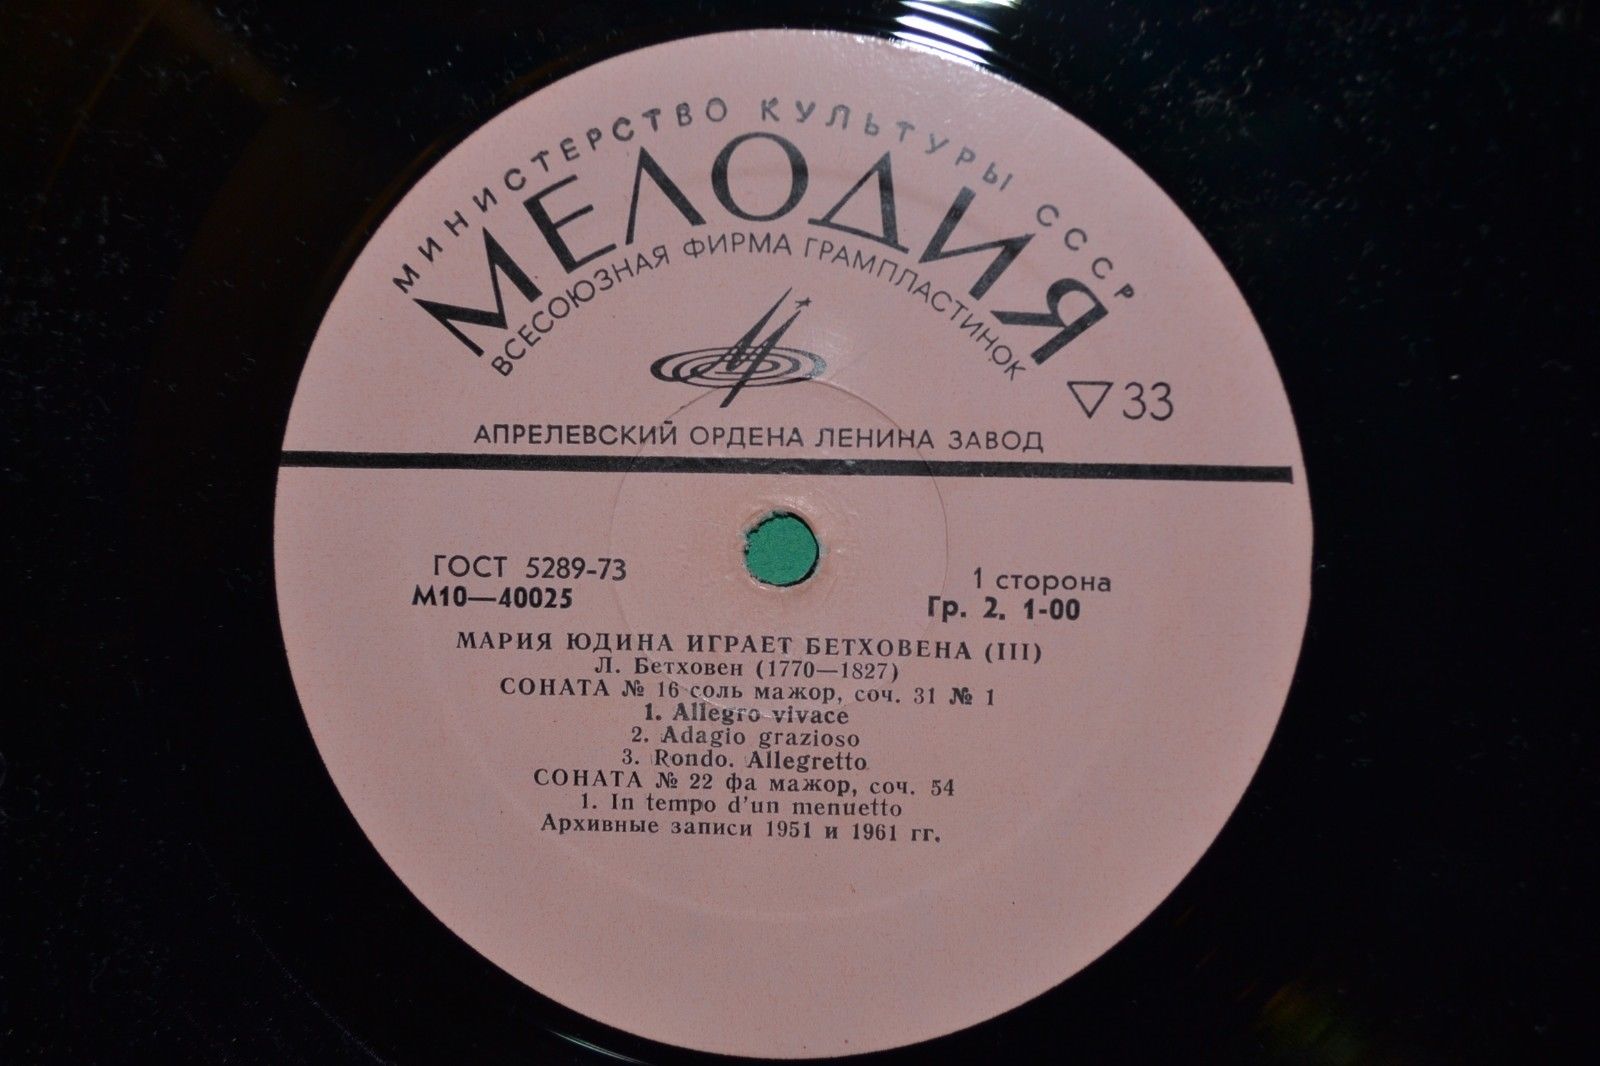 МИНИСТЕРСТВО КУЛЬТУРЫ СССР
МЕЛОДИЯ
ВСЕСОЮЗНАЯ ФИРМА ГРАМПЛАСТИНОК
М
33
АПРЕЛЕВСКИЙ ОРДЕНА ЛЕНИНА ЗАВОД
ГОСТ 5289-73
М10—40025
1 сторона
Гр. 2. 1-00
МАРИЯ ЮДИНА ИГРАЕТ БЕТХОВЕНА (III)
Л. Бетховен (1770—1827)
СОНАТА № 16 соль мажор, соч. 31 № 1
1. Allegro vivace
2. Adagio grazioso
3. Rondo. Allegretto
СОНАТА № 22 фа мажор, соч. 54
1. In tempo d'un menuetto
Архивные записи 1951 и 1961 гг.